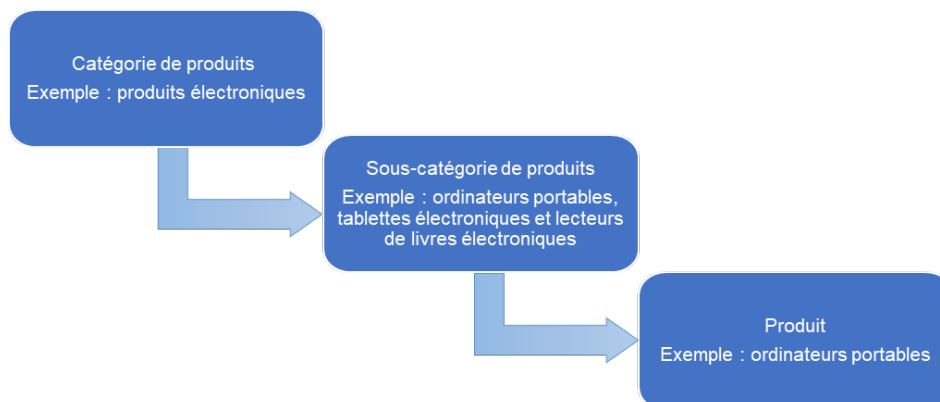 Catégorie de produits
Exemple : produits électroniques
Sous-catégorie de produits
Exemple : ordinateurs portables,
tablettes électroniques et lecteurs
de livres électroniques
Produit
Exemple : ordinateurs portables